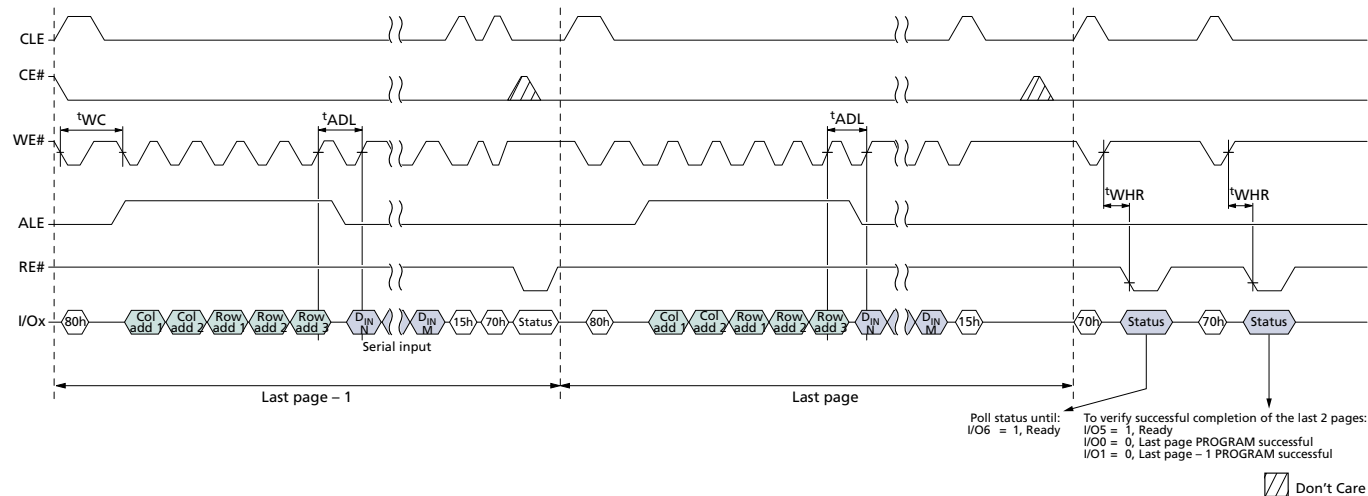 CLE
CE#
tWC
tADL
tADL
WE#
tWHR
tWHR
ALE
RE#
I/Ox
80h
Col add 1
Col add 2
Row add 1
Row add 2
Row add 3
DIN N
DIN M
15h
70h
Status
80h
Col add 1
Col add 2
Row add 1
Row add 2
Row add 3
DIN N
DIN M
15h
70h
Status
70h
Status
Serial input
Last page – 1
Last page
Poll status until:
I/O6 = 1, Ready
To verify successful completion of the last 2 pages:
I/O5 = 1, Ready
I/O0 = 0, Last page PROGRAM successful
I/O1 = 0, Last page – 1 PROGRAM successful
Don't Care